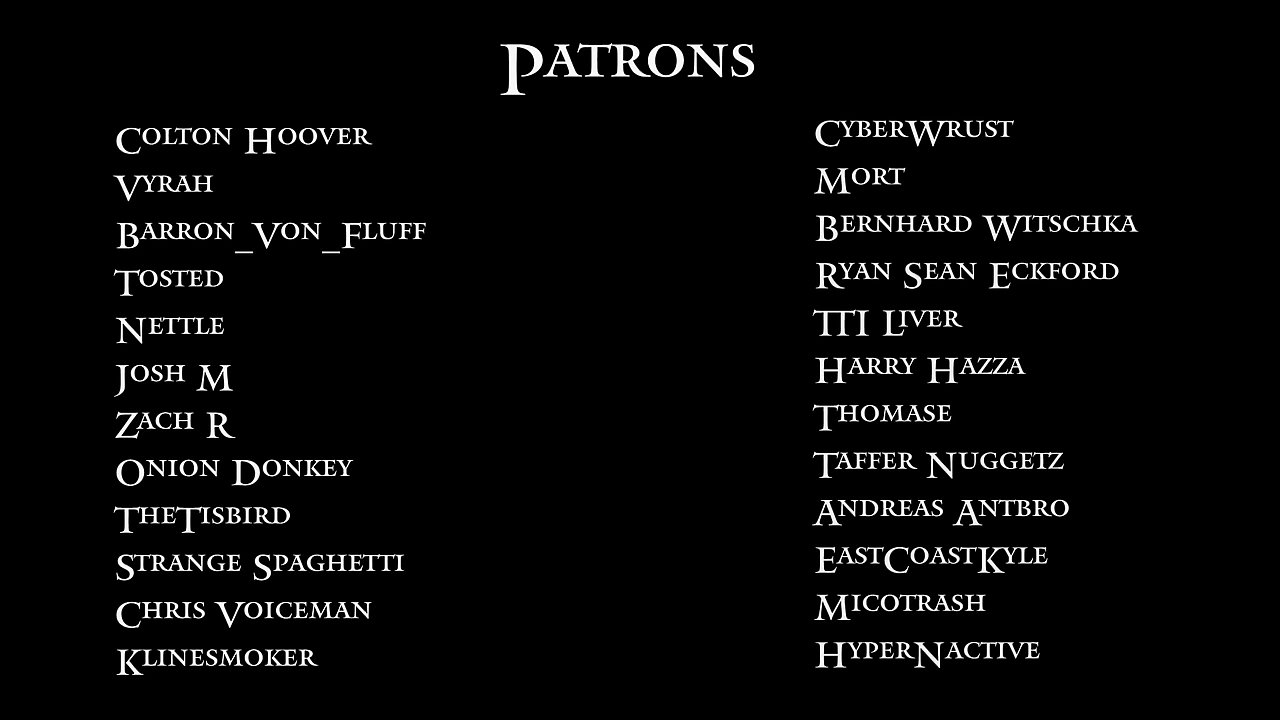 Patrons
Colton Hoover
Vyrah
Barron_Von_Fluff
Tosted
Nettle
Josh M
Zach R
Onion Donkey
TheTisbird
Strange Spaghetti
Chris Voiceman
Klinesmoker
CyberWrust
Mort
Bernhard Witschka
Ryan Sean Eckford
TTI Liver
Harry Hazza
Thomase
Taffer Nuggetz
Andreas Antbro
EastCoastKyle
Micotrash
HyperNactive